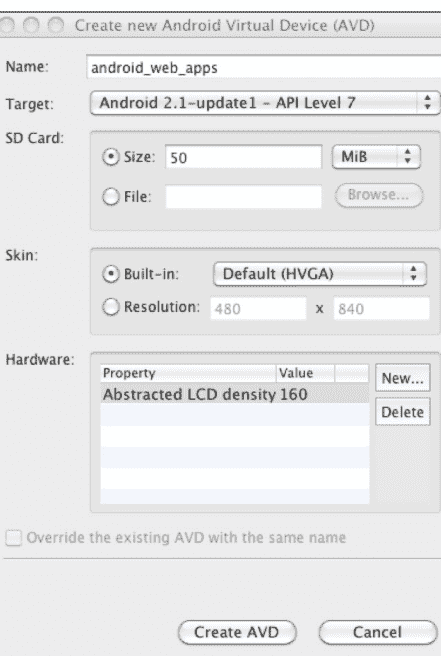 Create new Android Virtual Device (AVD)
Name: android_web_apps
Target: Android 2.1-update1 – API Level 7
SD Card:
Size: 50 MiB
File: Browse...
Skin:
Built-in: Default (HVGA)
Resolution: 480 x 840
Hardware:
Property Value New...
Abstracted LCD density 160
Delete
Override the existing AVD with the same name
Create AVD Cancel